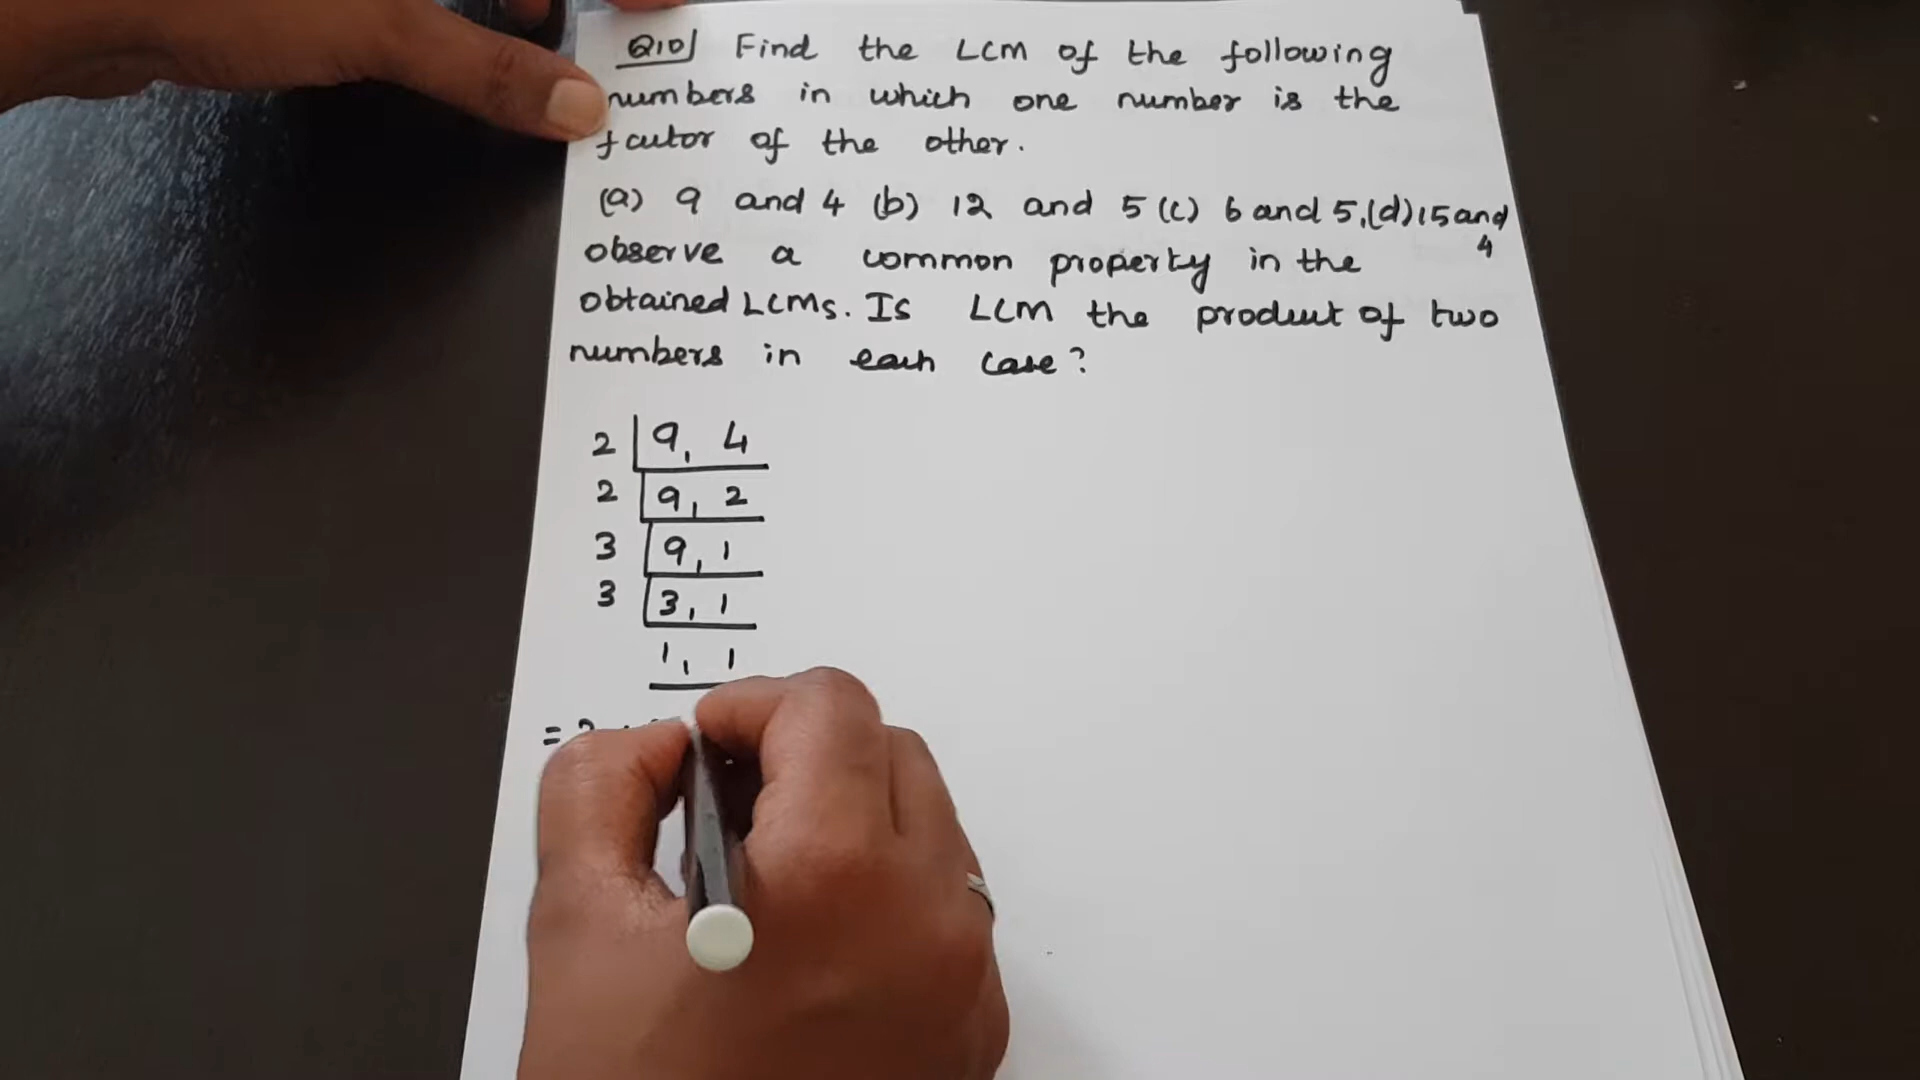 Q10) Find the LCM of the following
numbers in which one number is the
factor of the other.
(a) 9 and 4 (b) 12 and 5 (c) 6 and 5, (d) 15 and
4
observe a common property in the
obtained LCMs. Is LCM the product of two
numbers in each case?
2 | 9, 4
2 | 9, 2
3 | 9, 1
3 | 3, 1
1, 1
=